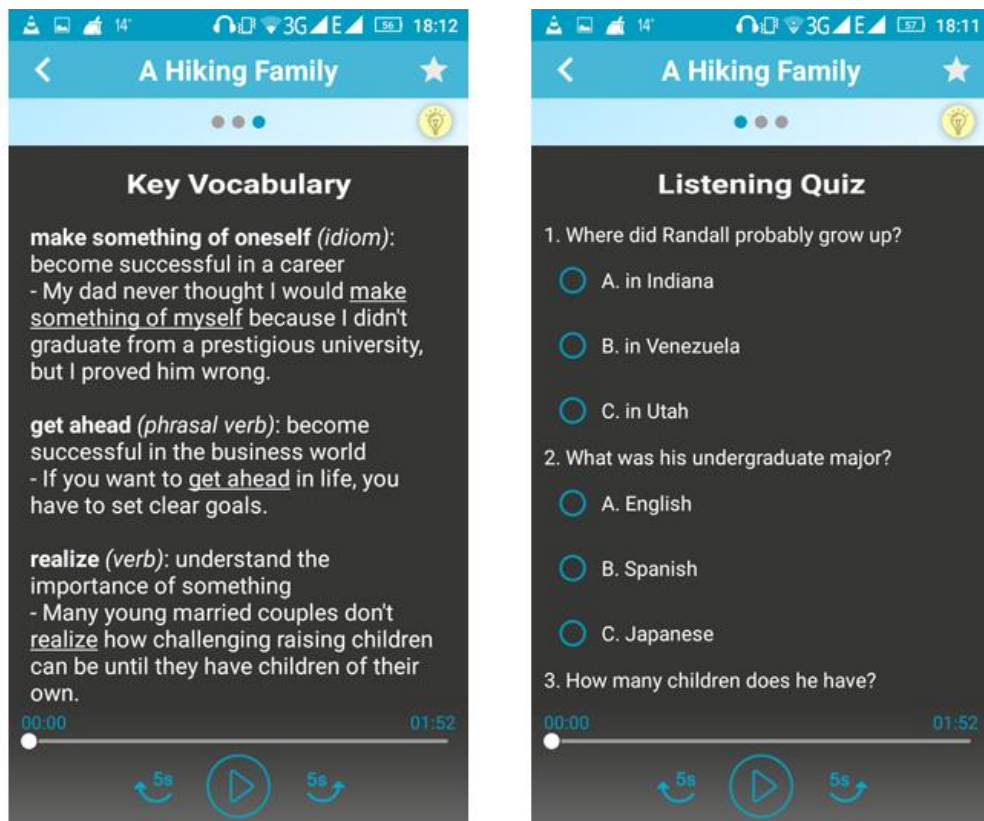 14°
3G
E
56
18:12
A Hiking Family
Key Vocabulary
make something of oneself (idiom):
become successful in a career
- My dad never thought I would make
something of myself because I didn't
graduate from a prestigious university,
but I proved him wrong.
get ahead (phrasal verb): become
successful in the business world
- If you want to get ahead in life, you
have to set clear goals.
realize (verb): understand the
importance of something
- Many young married couples don't
realize how challenging raising children
can be until they have children of their
own.
00:00
01:52
5s
5s
14°
3G
E
57
18:11
A Hiking Family
Listening Quiz
1. Where did Randall probably grow up?
A. in Indiana
B. in Venezuela
C. in Utah
2. What was his undergraduate major?
A. English
B. Spanish
C. Japanese
3. How many children does he have?
00:00
01:52
5s
5s